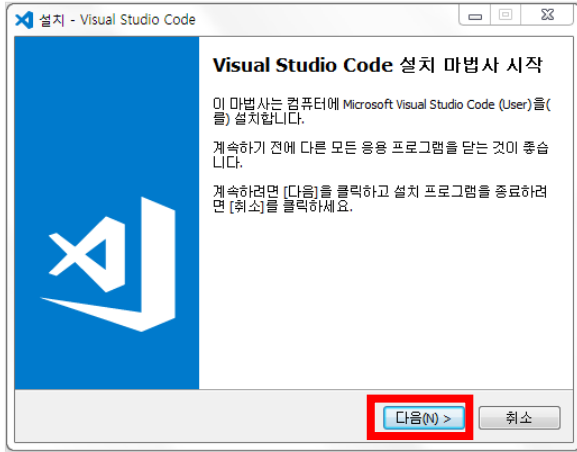 설치 - Visual Studio Code
Visual Studio Code 설치 마법사 시작
이 마법사는 컴퓨터에 Microsoft Visual Studio Code (User)을(
를) 설치합니다.
계속하기 전에 다른 모든 응용 프로그램을 닫는 것이 좋습
니다.
계속하려면 [다음]을 클릭하고 설치 프로그램을 종료하려
면 [취소]를 클릭하세요.
다음(N) >
취소